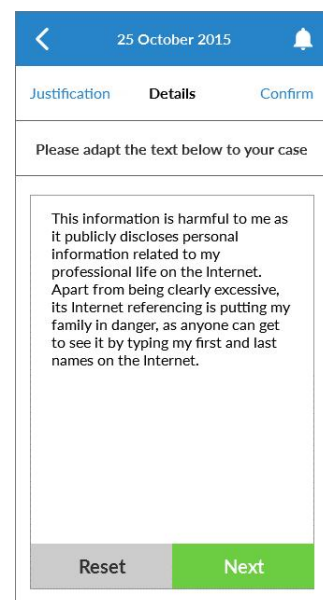 25 October 2015
Justification Details Confirm
Please adapt the text below to your case
This information is harmful to me as
it publicly discloses personal
information related to my
professional life on the Internet.
Apart from being clearly excessive,
its Internet referencing is putting my
family in danger, as anyone can get
to see it by typing my first and last
names on the Internet.
Reset Next